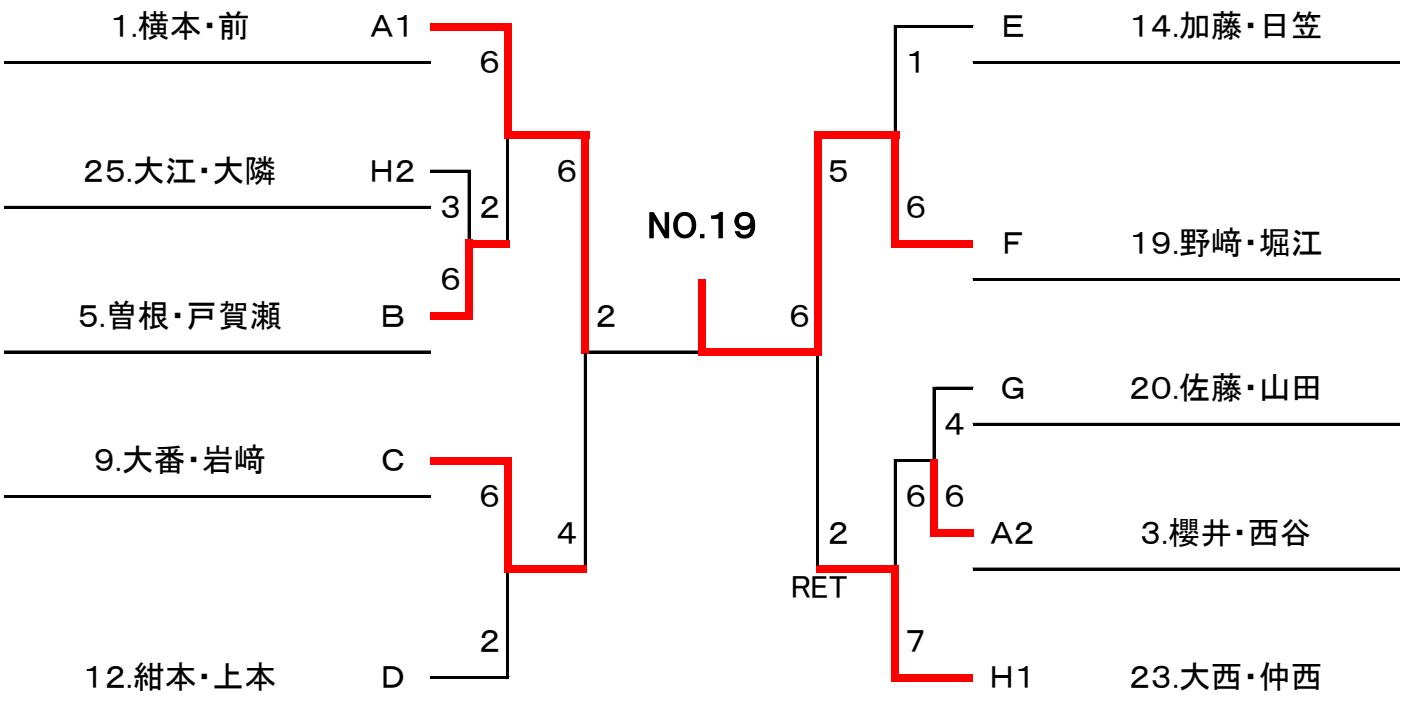 1.横本・前 A1
6
25.大江・大隣 H2
3 2
6
5.曽根・戸賀瀬 B
6
2
9.大番・岩﨑 C
6
4
2
12.紺本・上本 D
NO.19
E 14.加藤・日笠
1
5
6
F 19.野﨑・堀江
6
G 20.佐藤・山田
4
6 6
A2 3.櫻井・西谷
2
RET
7
H1 23.大西・仲西